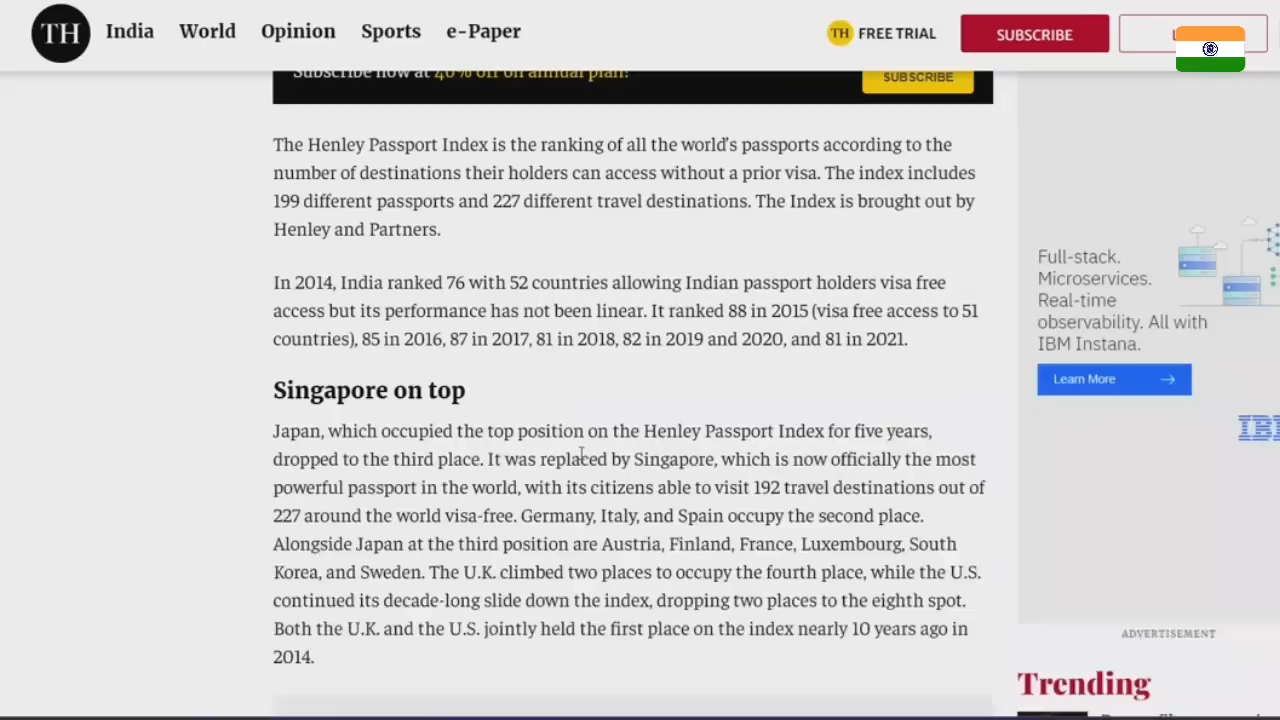 TH India World Opinion Sports e-Paper TH FREE TRIAL SUBSCRIBE
Subscribe now at 40% off on annual plan! SUBSCRIBE
The Henley Passport Index is the ranking of all the world's passports according to the
number of destinations their holders can access without a prior visa. The index includes
199 different passports and 227 different travel destinations. The Index is brought out by
Henley and Partners.
In 2014, India ranked 76 with 52 countries allowing Indian passport holders visa free
access but its performance has not been linear. It ranked 88 in 2015 (visa free access to 51
countries), 85 in 2016, 87 in 2017, 81 in 2018, 82 in 2019 and 2020, and 81 in 2021.
Singapore on top
Japan, which occupied the top position on the Henley Passport Index for five years,
dropped to the third place. It was replaced by Singapore, which is now officially the most
powerful passport in the world, with its citizens able to visit 192 travel destinations out of
227 around the world visa-free. Germany, Italy, and Spain occupy the second place.
Alongside Japan at the third position are Austria, Finland, France, Luxembourg, South
Korea, and Sweden. The U.K. climbed two places to occupy the fourth place, while the U.S.
continued its decade-long slide down the index, dropping two places to the eighth spot.
Both the U.K. and the U.S. jointly held the first place on the index nearly 10 years ago in
2014.
Full-stack.
Microservices.
Real-time
observability. All with
IBM Instana.
Learn More
IB
ADVERTISEMENT
Trending